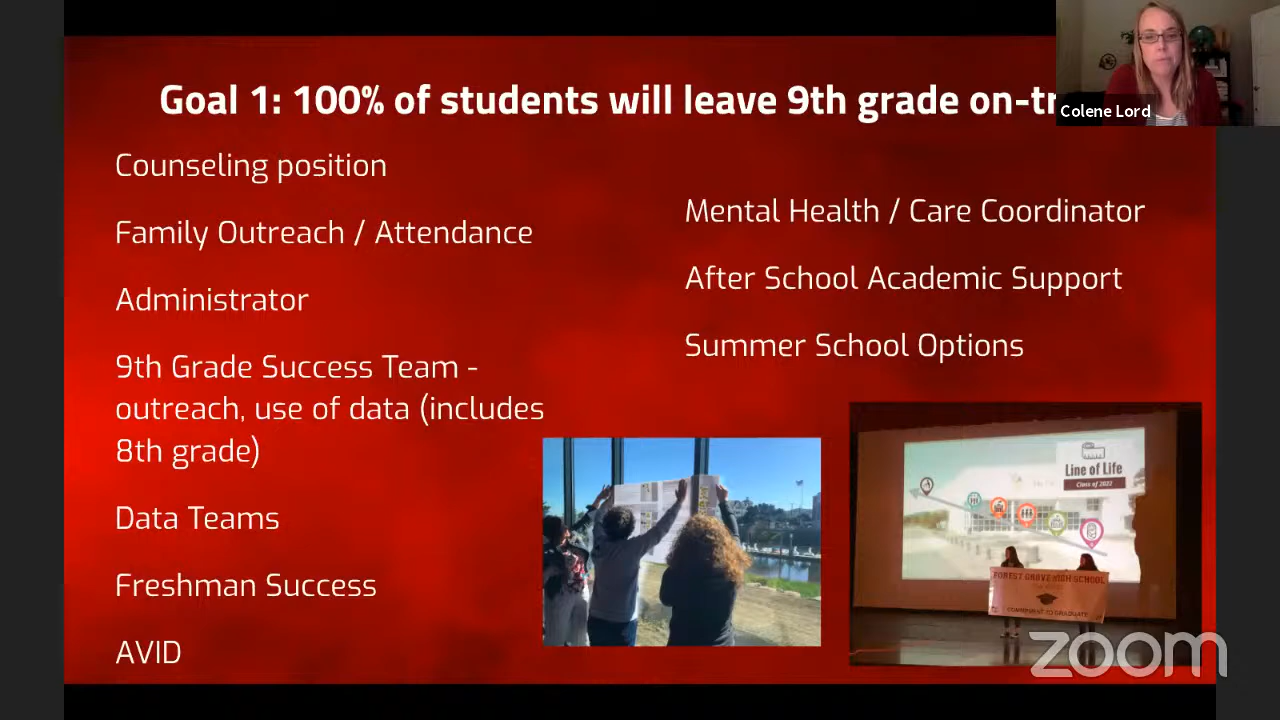 Goal 1: 100% of students will leave 9th grade on-tr
Colene Lord
Counseling position
Family Outreach / Attendance
Administrator
9th Grade Success Team -
outreach, use of data (includes
8th grade)
Data Teams
Freshman Success
AVID
Mental Health / Care Coordinator
After School Academic Support
Summer School Options
Line of Life
Class of 2022
FOREST GROVE HIGH SCHOOL
COMMITMENT TO GRADUATE
zoom